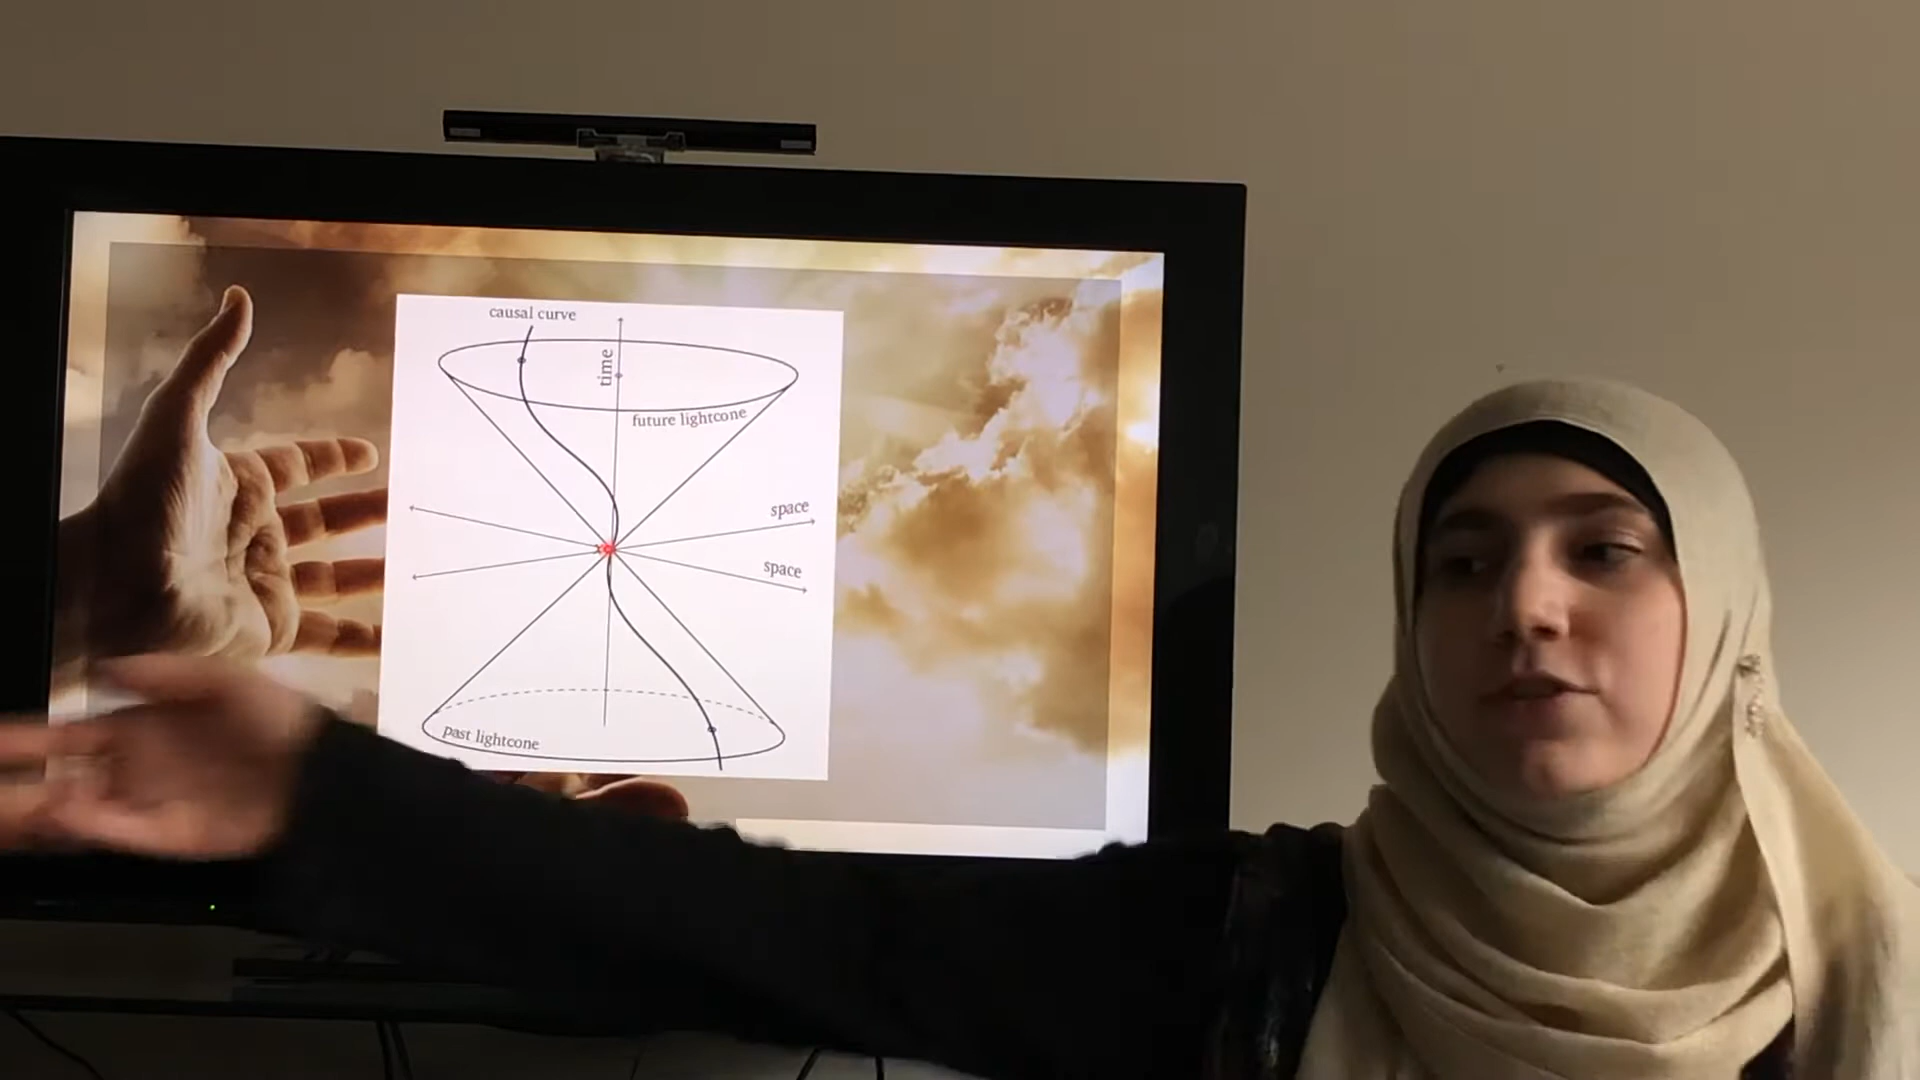 causal curve
time
future lightcone
space
space
past lightcone